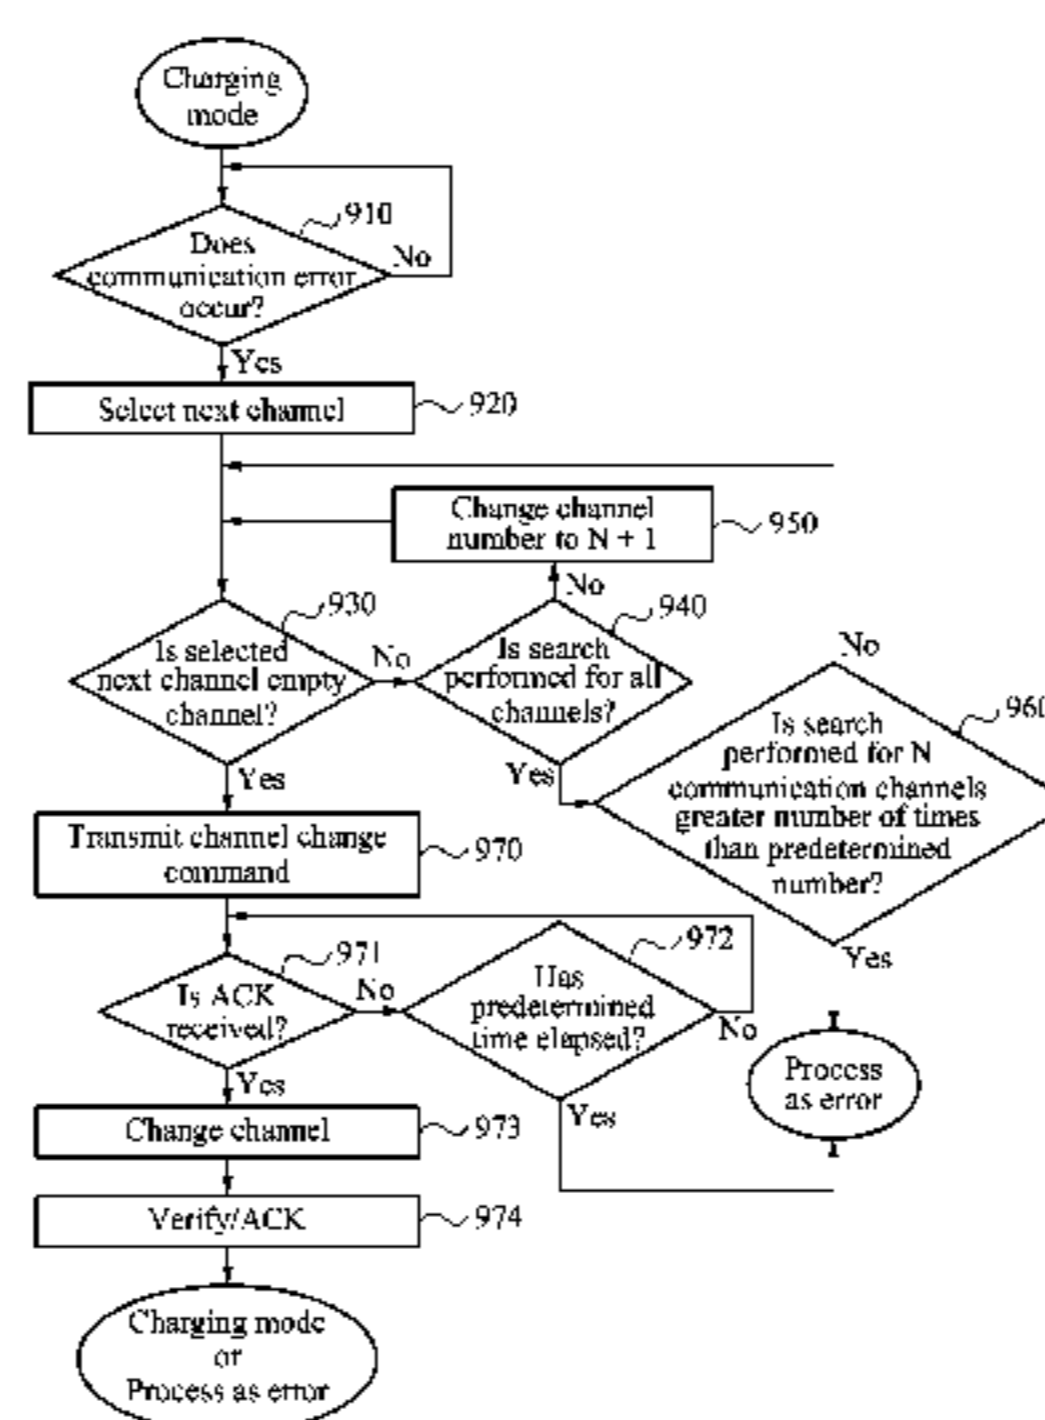 Charging
mode
910
Does
communication error
occur?
No
Yes
Select next channel
920
Change channel
number to N + 1
950
No
930
940
Is selected
next channel empty
channel?
No
Is search
performed for all
channels?
No
960
Is search
performed for N
communication channels
greater number of times
than predetermined
number?
Yes
Yes
Transmit channel change
command
970
Yes
971
972
Is ACK
received?
No
Has
predetermined
time elapsed?
No
Process
as error
Yes
Yes
Change channel
973
Verify/ACK
974
Charging mode
or
Process as error